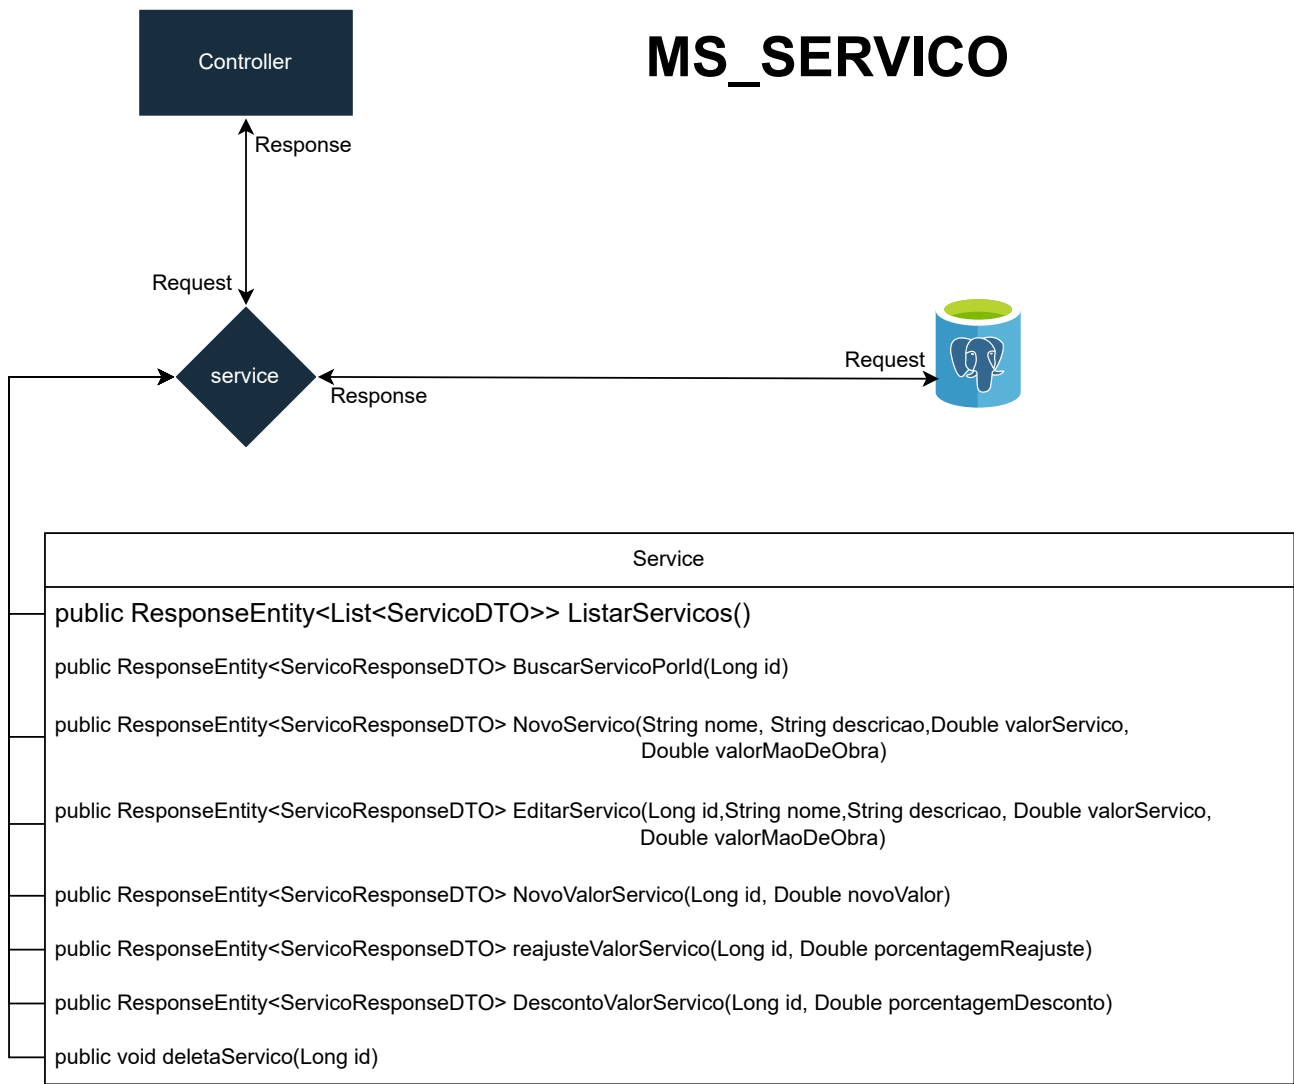 MS_SERVICO
Controller
Response
Request
service
Response
Request
Service
public ResponseEntity<List<ServicoDTO>> ListarServicos()
public ResponseEntity<ServicoResponseDTO> BuscarServicoPorId(Long id)
public ResponseEntity<ServicoResponseDTO> NovoServico(String nome, String descricao,Double valorServico,
Double valorMaoDeObra)
public ResponseEntity<ServicoResponseDTO> EditarServico(Long id,String nome,String descricao, Double valorServico,
Double valorMaoDeObra)
public ResponseEntity<ServicoResponseDTO> NovoValorServico(Long id, Double novoValor)
public ResponseEntity<ServicoResponseDTO> reajusteValorServico(Long id, Double porcentagemReajuste)
public ResponseEntity<ServicoResponseDTO> DescontoValorServico(Long id, Double porcentagemDesconto)
public void deletaServico(Long id)